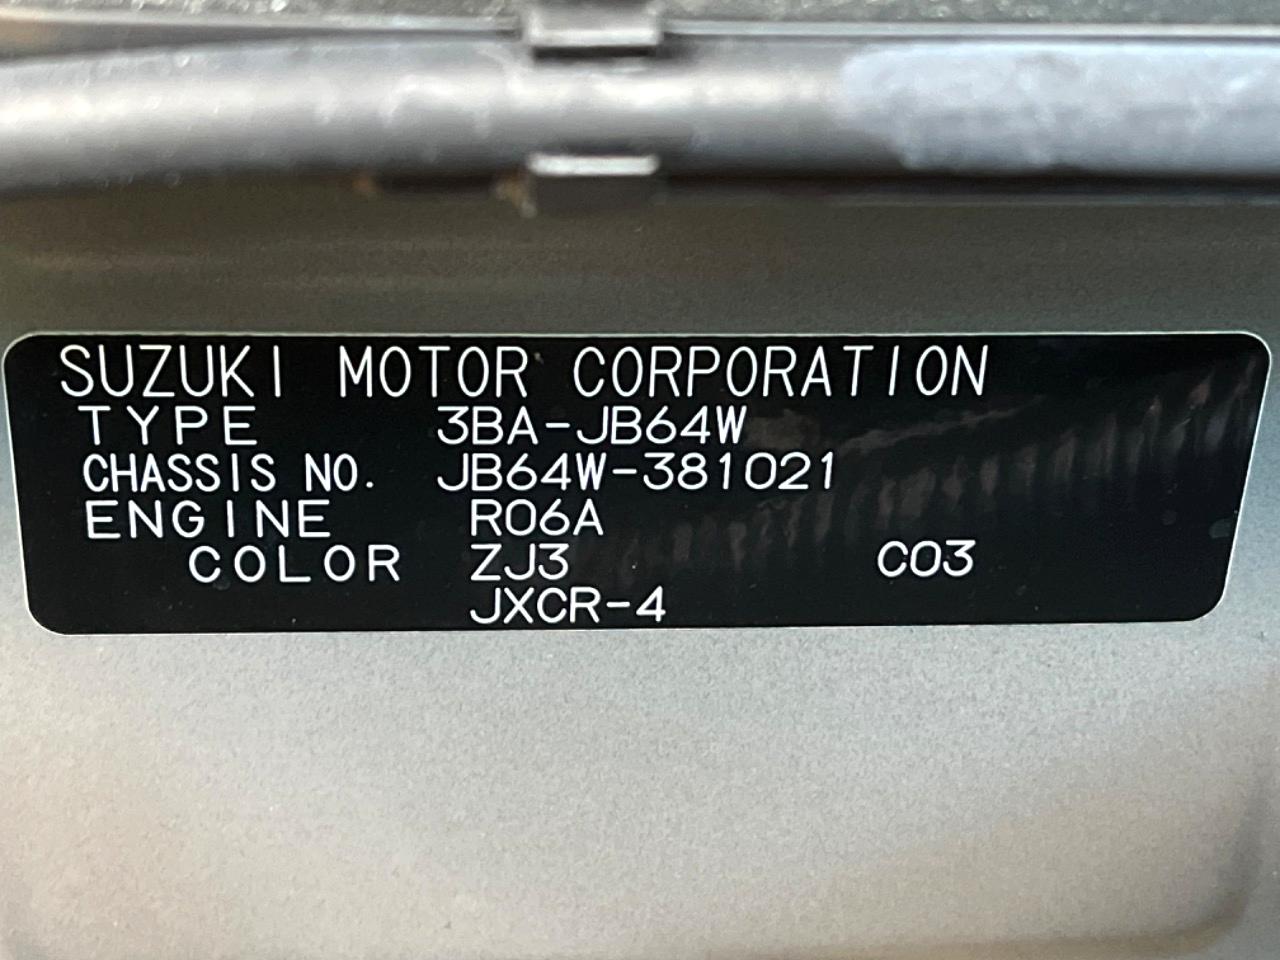 SUZUKI MOTOR CORPORATION
TYPE 3BA-JB64W
CHASSIS NO. JB64W-381021
ENGINE R06A
COLOR ZJ3 C03
JXCR-4